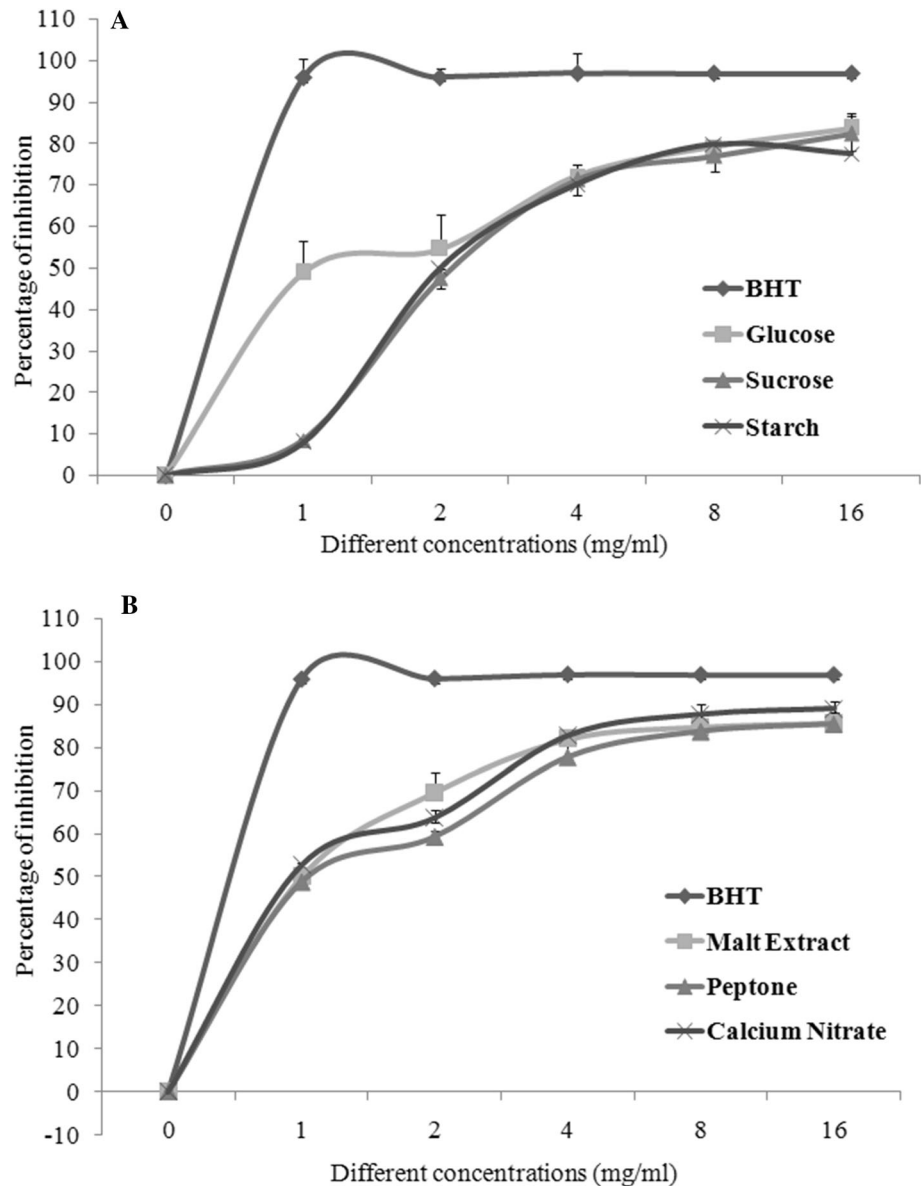 A
110
100
90
80
70
60
50
40
30
20
10
0
Percentage of inhibition
BHT
Glucose
Sucrose
Starch
0 1 2 4 8 16
Different concentrations (mg/ml)
B
110
100
90
80
70
60
50
40
30
20
10
0
-10
Percentage of inhibition
BHT
Malt Extract
Peptone
Calcium Nitrate
0 1 2 4 8 16
Different concentrations (mg/ml)